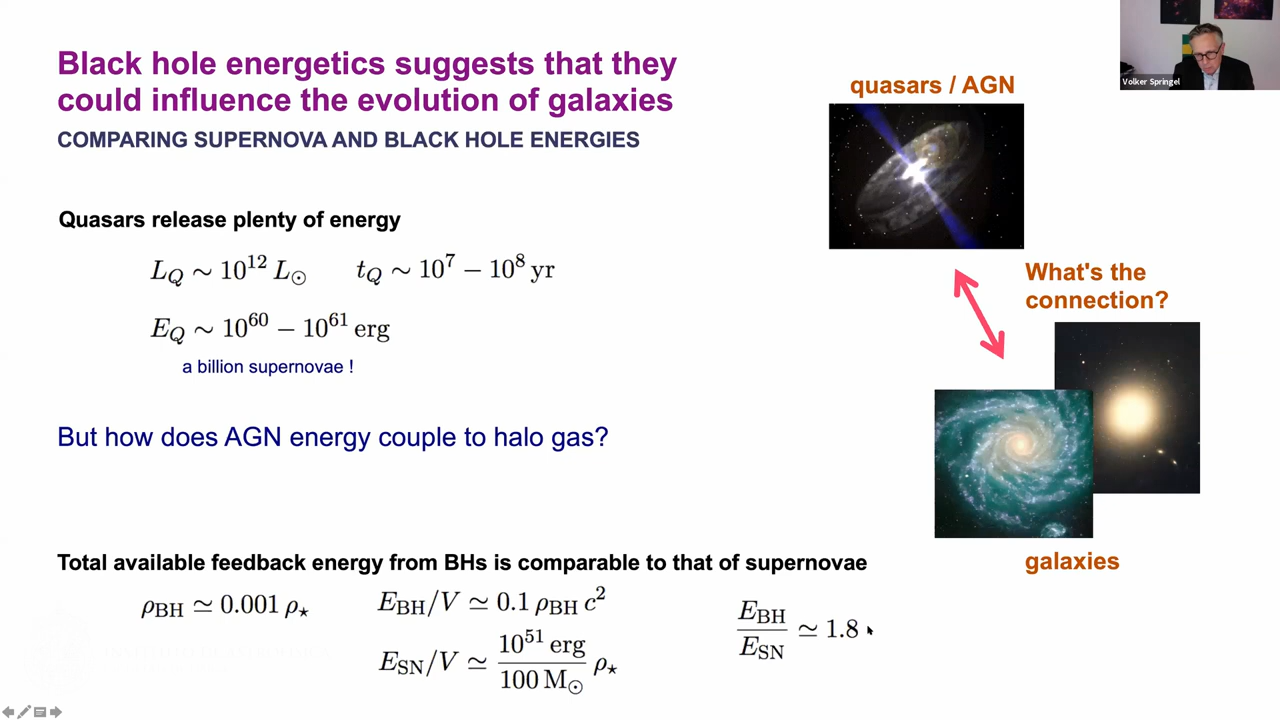 Black hole energetics suggests that they
could influence the evolution of galaxies
COMPARING SUPERNOVA AND BLACK HOLE ENERGIES
Quasars release plenty of energy
L_Q ∼ 10^12 L_⊙   t_Q ∼ 10^7 − 10^8 yr
E_Q ∼ 10^60 − 10^61 erg
a billion supernovae !
But how does AGN energy couple to halo gas?
Total available feedback energy from BHs is comparable to that of supernovae
ρ_BH ≃ 0.001 ρ_⋆
E_BH/V ≃ 0.1 ρ_BH c^2
E_SN/V ≃ 10^51 erg / 100 M_⊙ ρ_⋆
E_BH / E_SN ≃ 1.8
quasars / AGN
What's the
connection?
galaxies
Volker Springel